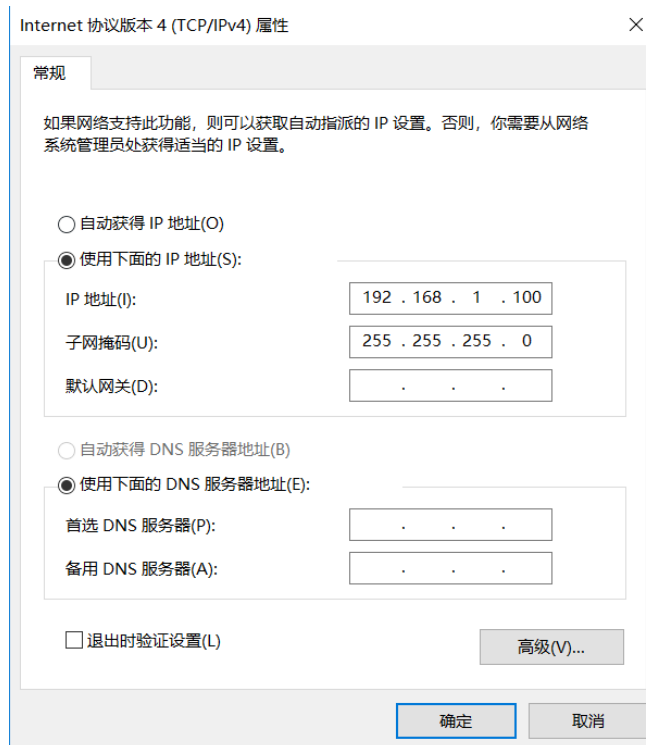 Internet 协议版本 4 (TCP/IPv4) 属性
常规
如果网络支持此功能，则可以获取自动指派的 IP 设置。否则，你需要从网络
系统管理员处获得适当的 IP 设置。
自动获得 IP 地址(O)
使用下面的 IP 地址(S):
IP 地址(I): 192 . 168 . 1 . 100
子网掩码(U): 255 . 255 . 255 . 0
默认网关(D): . . .
自动获得 DNS 服务器地址(B)
使用下面的 DNS 服务器地址(E):
首选 DNS 服务器(P): . . .
备用 DNS 服务器(A): . . .
退出时验证设置(L)
高级(V)...
确定 取消